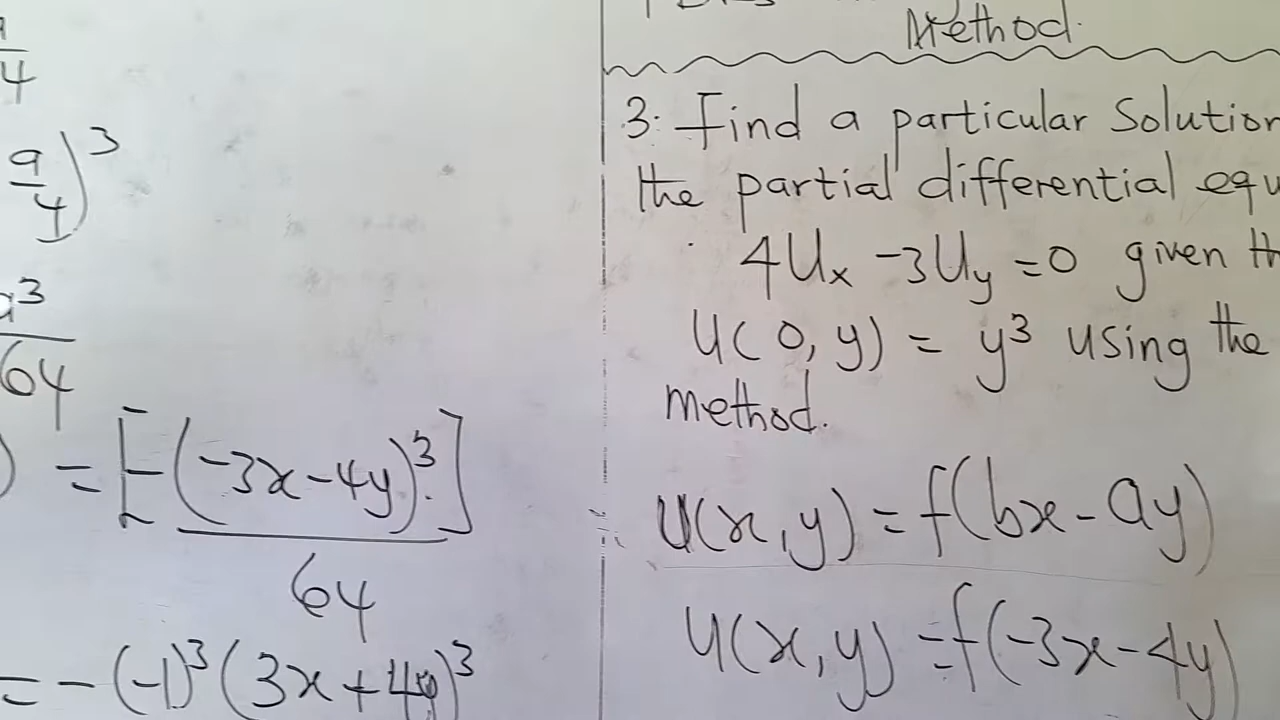 Method.
3. Find a particular Solution
the partial differential equ
4Ux -3Uy =0 given th
U(0, y) = y³ using the
method.
U(x,y) = f(bx - ay)
U(x,y) = f(-3x-4y)
4
4)³
³
64
) = [-(-3x-4y)³]
64
= -(-1)³(3x+4y)³